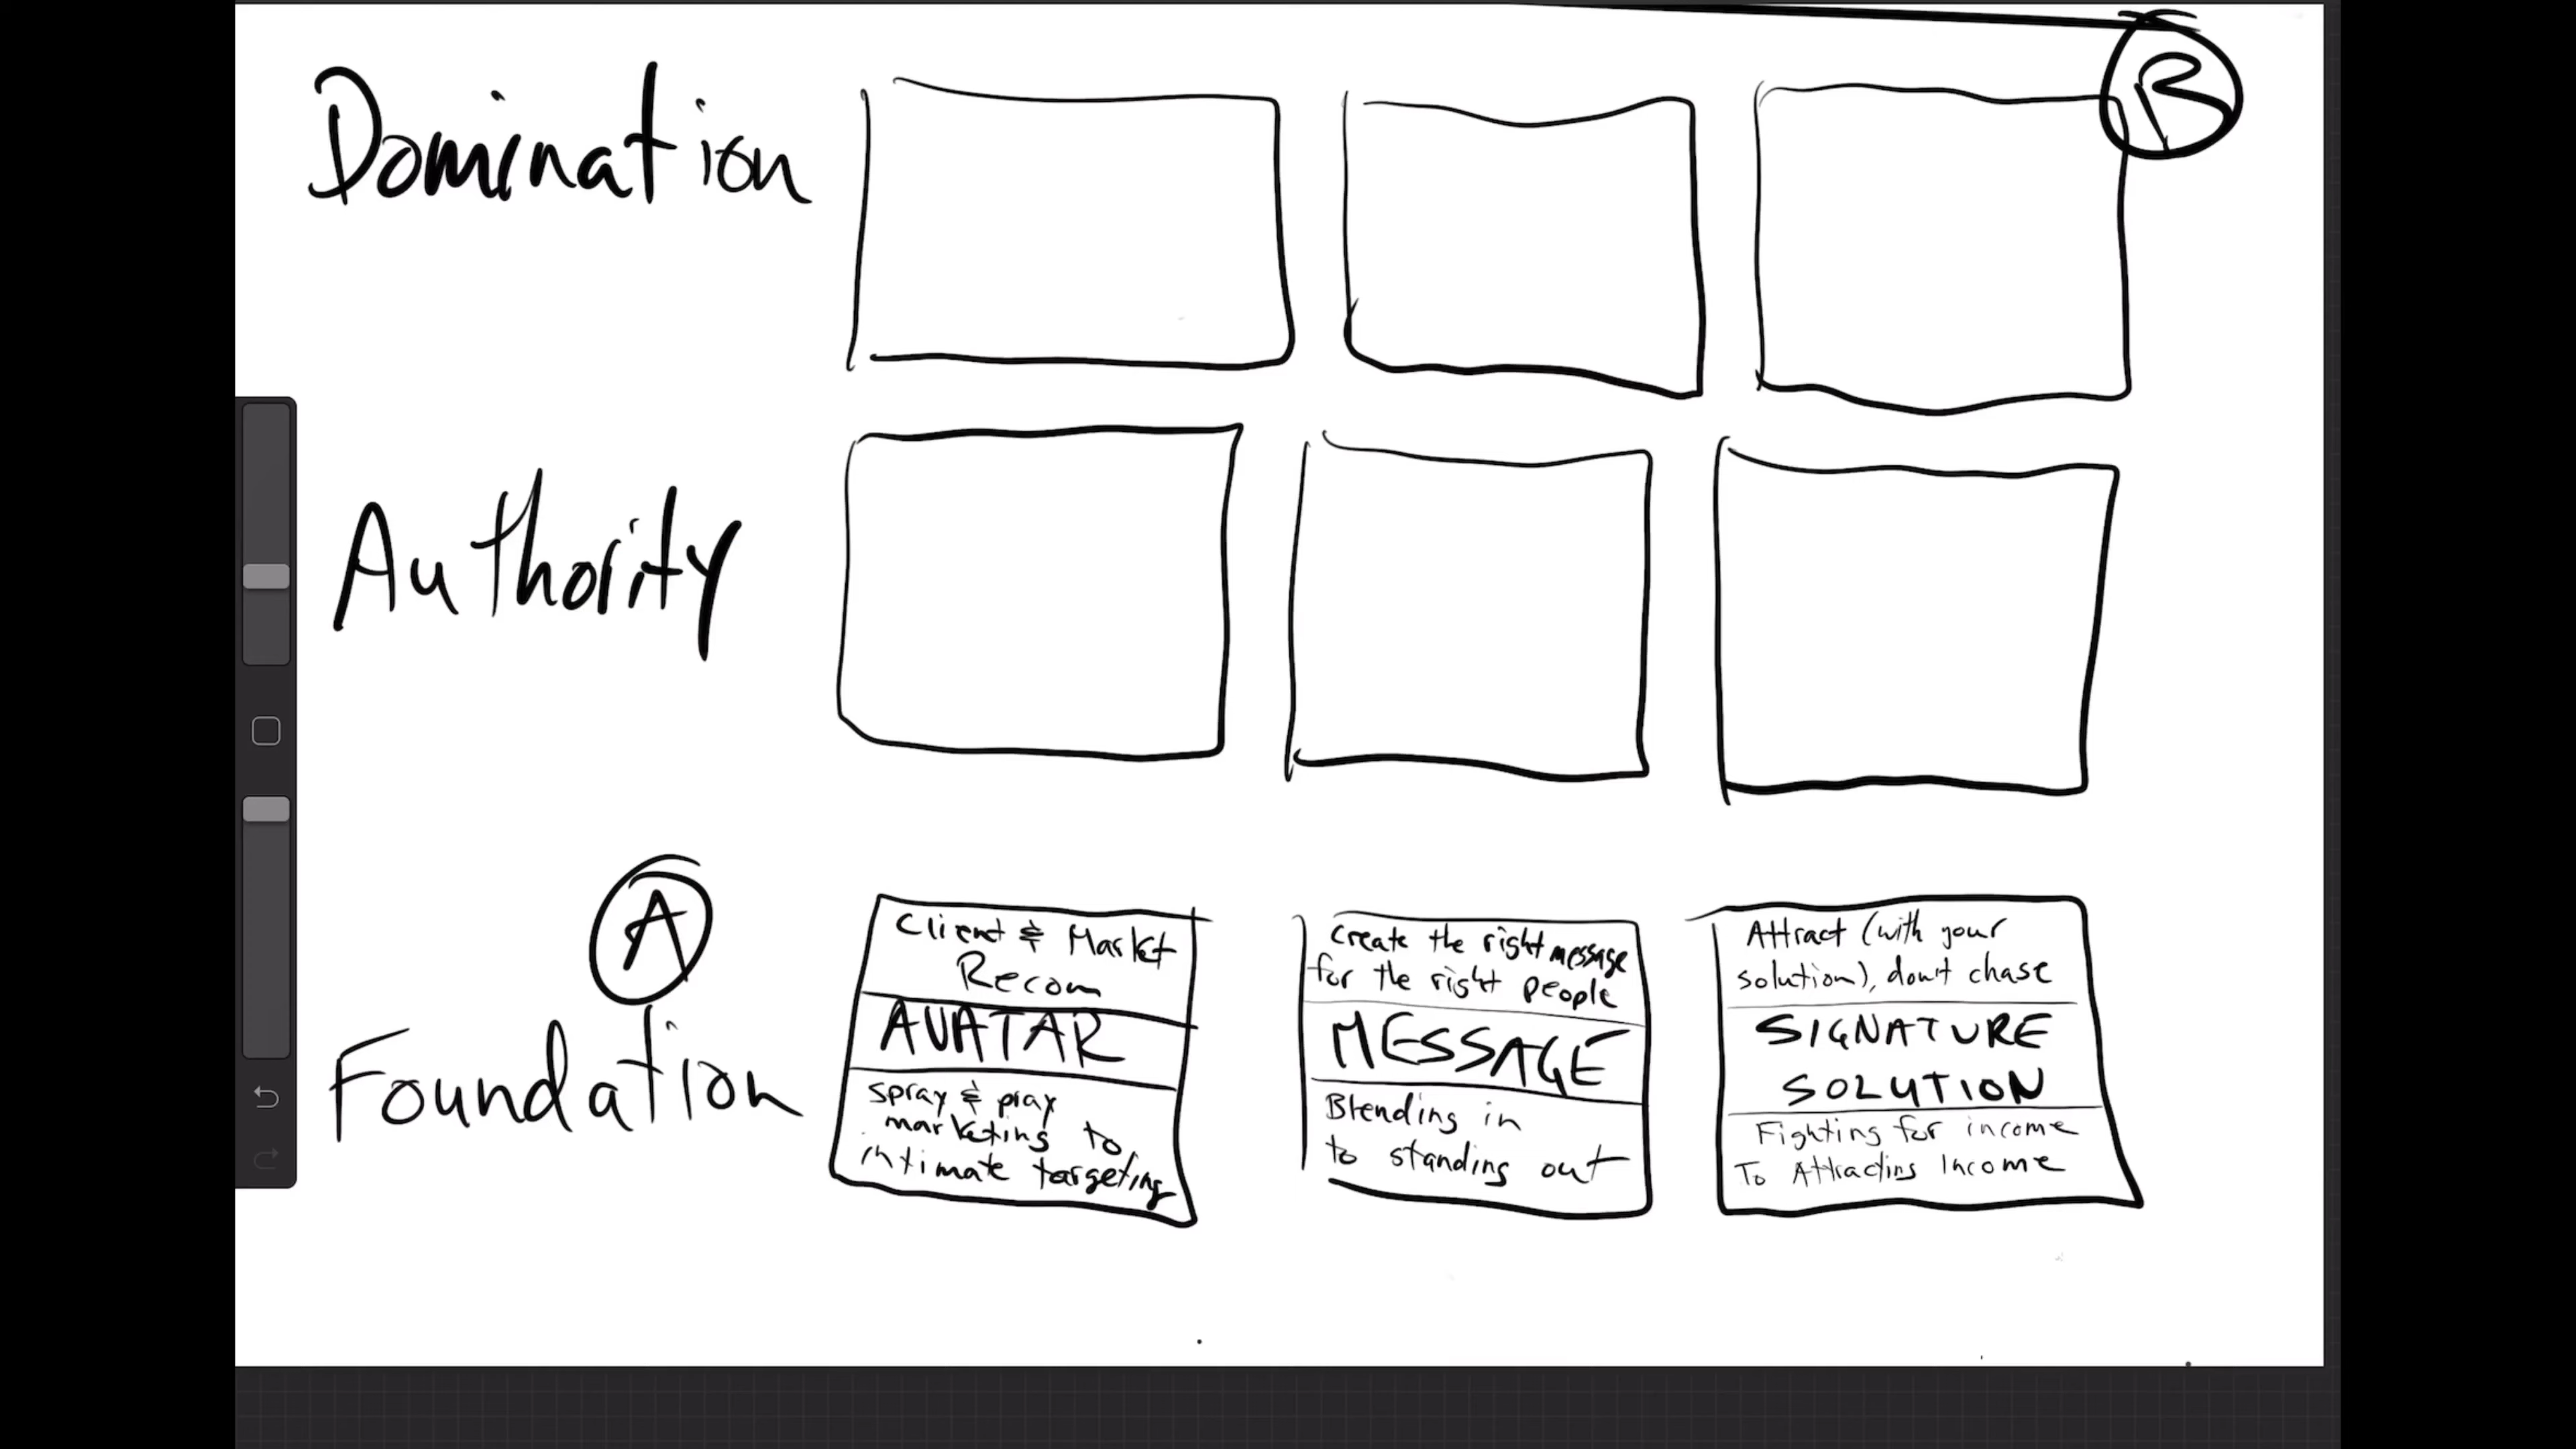 Domination
B
Authority
A
Foundation
Client & Market
Recom
AVATAR
spray & pray
marketing to
intimate targeting
create the right message
for the right people
MESSAGE
Blending in
to standing out
Attract (with your
solution), don't chase
SIGNATURE
SOLUTION
Fighting for income
To Attracting Income